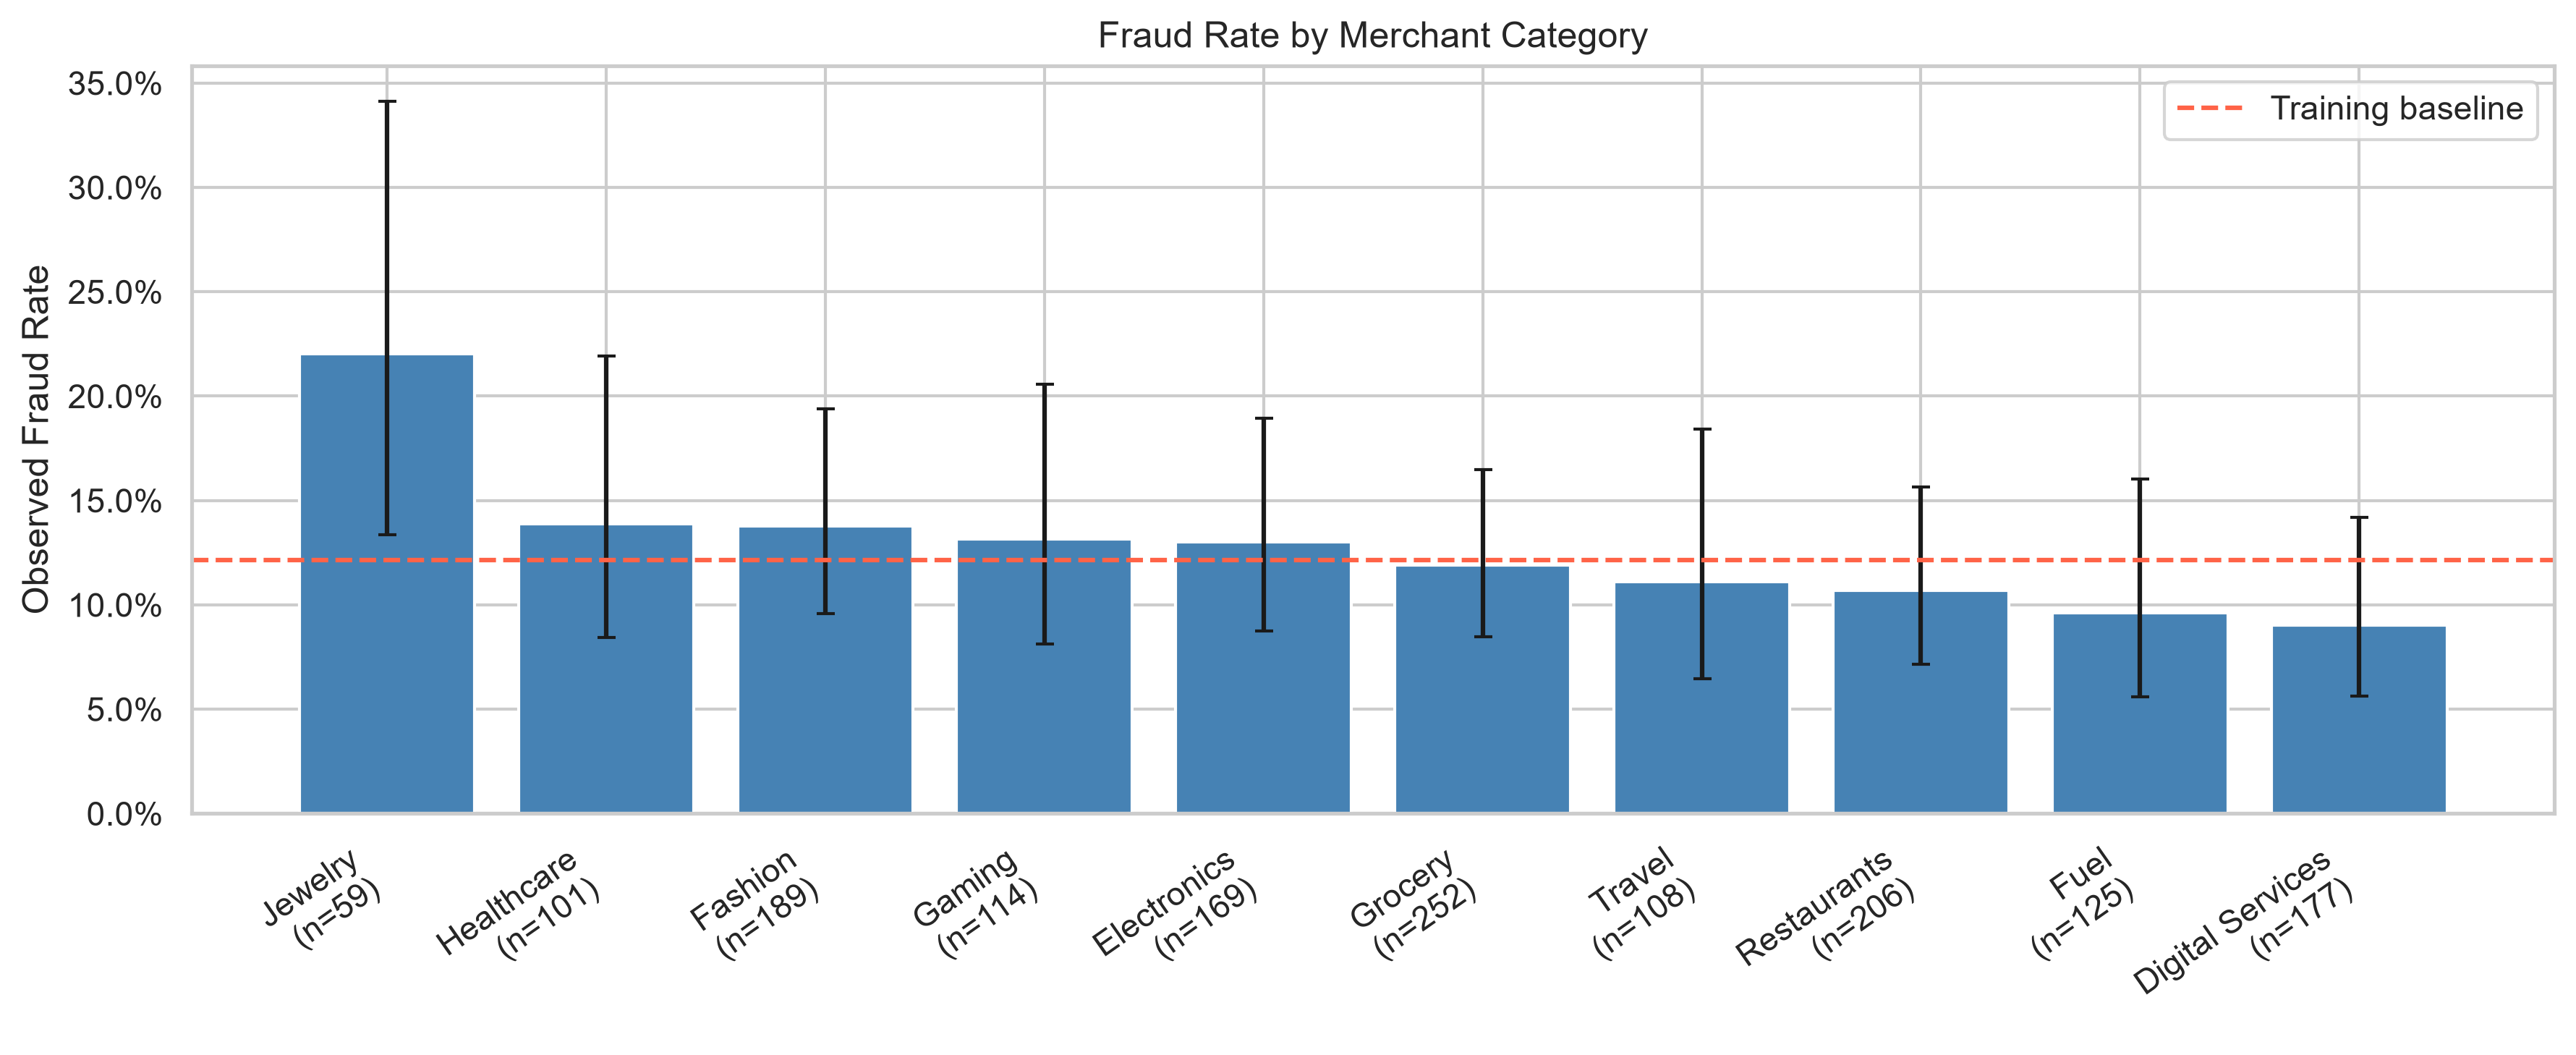 Fraud Rate by Merchant Category
Training baseline
Observed Fraud Rate
35.0%
30.0%
25.0%
20.0%
15.0%
10.0%
5.0%
0.0%
Jewelry
(n=59)
Healthcare
(n=101)
Fashion
(n=189)
Gaming
(n=114)
Electronics
(n=169)
Grocery
(n=252)
Travel
(n=108)
Restaurants
(n=206)
Fuel
(n=125)
Digital Services
(n=177)